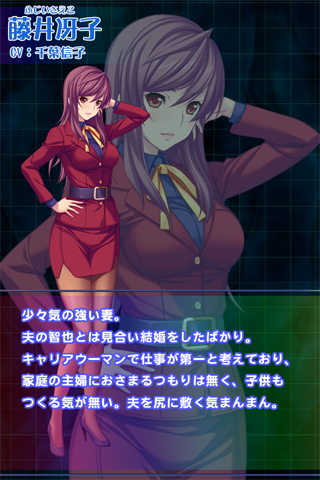 ふじいさえこ
藤井冴子
CV：千葉信子
少々気の強い妻。
夫の智也とは見合い結婚をしたばかり。
キャリアウーマンで仕事が第一と考えており、
家庭の主婦におさまるつもりは無く、子供も
つくる気が無い。夫を尻に敷く気まんまん。